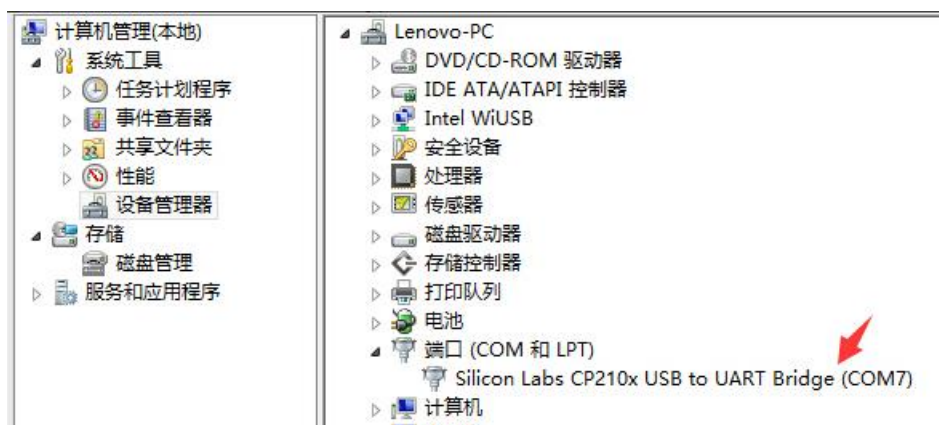 计算机管理(本地)
系统工具
任务计划程序
事件查看器
共享文件夹
性能
设备管理器
存储
磁盘管理
服务和应用程序
Lenovo-PC
DVD/CD-ROM 驱动器
IDE ATA/ATAPI 控制器
Intel WiUSB
安全设备
处理器
传感器
磁盘驱动器
存储控制器
打印队列
电池
端口 (COM 和 LPT)
Silicon Labs CP210x USB to UART Bridge (COM7)
计算机